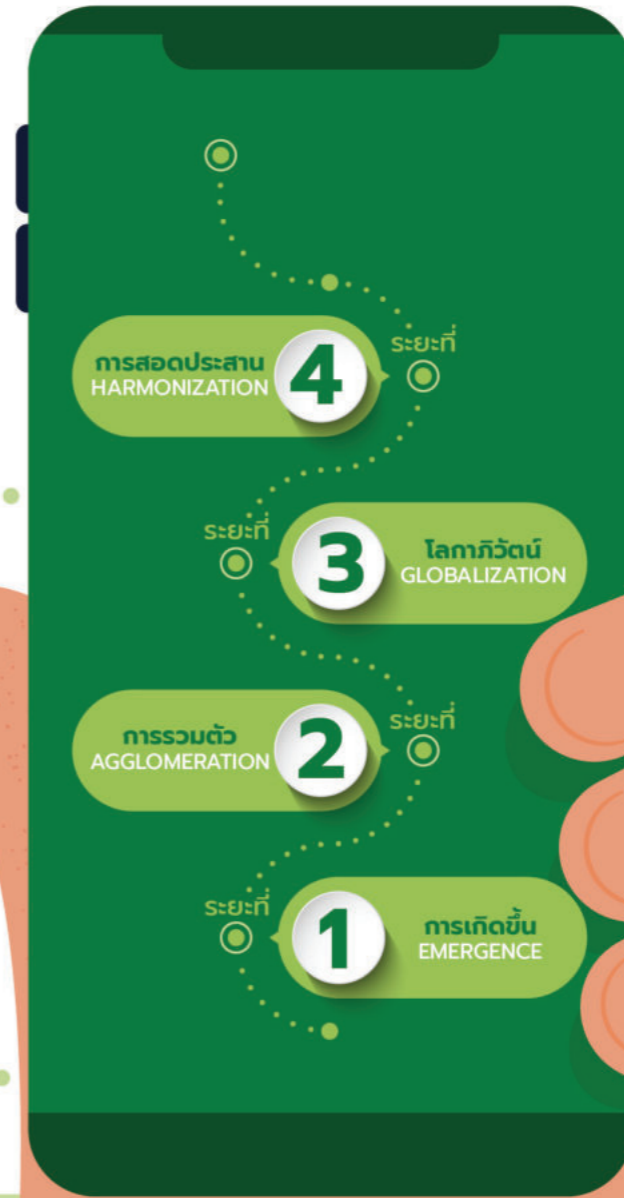 ระยะที่
4
การสอดประสาน
HARMONIZATION
ระยะที่
3
โลกาภิวัตน์
GLOBALIZATION
ระยะที่
2
การรวมตัว
AGGLOMERATION
ระยะที่
1
การเกิดขึ้น
EMERGENCE